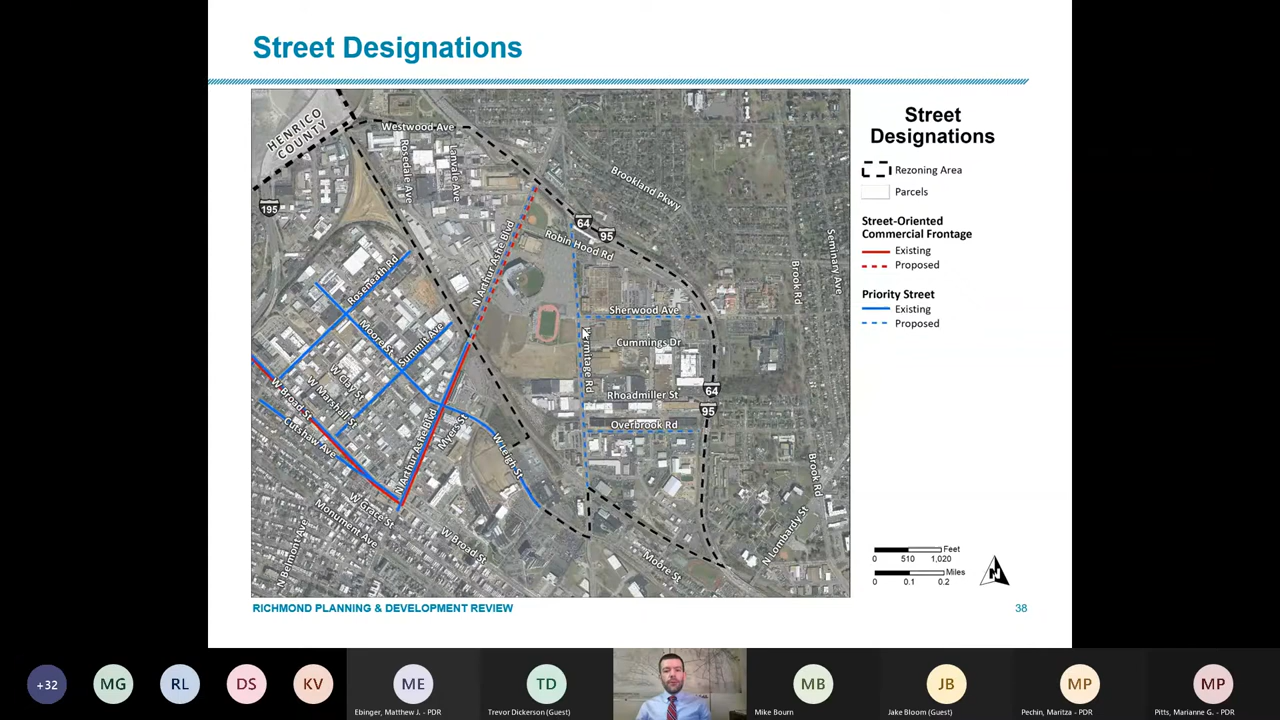 Street Designations
HENRICO
COUNTY
Westwood Ave
Rosedale Ave
Lanvale Ave
195
Brookland Pkwy
64
95
Robin Hood Rd
N Arthur Ashe Blvd
Seminary Ave
Brook Rd
Roseneath Rd
Moore St
Summit Ave
Sherwood Ave
Cummings Dr
Hermitage Rd
W Clay St
W Marshall St
W Broad St
Cutshaw Ave
Rhoadmiller St
64
95
Overbrook Rd
N Arthur Ashe Blvd
Myers St
W Leigh St
Brook Rd
W Grace St
Monument Ave
N Belmont Ave
W Broad St
Moore St
N Lombardy St
Street
Designations
Rezoning Area
Parcels
Street-Oriented
Commercial Frontage
Existing
Proposed
Priority Street
Existing
Proposed
Feet
0 510 1,020
Miles
0 0.1 0.2
N
RICHMOND PLANNING & DEVELOPMENT REVIEW
38
+32
MG
RL
DS
KV
ME
Ebinger, Matthew J. - PDR
TD
Trevor Dickerson (Guest)
MB
Mike Bourn
JB
Jake Bloom (Guest)
MP
Pechin, Maritza - PDR
MP
Pitts, Marianne G. - PDR